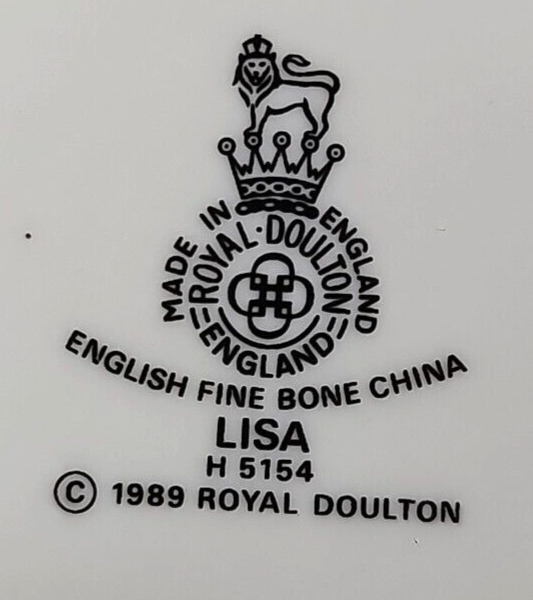 MADE IN ENGLAND
ROYAL·DOULTON
ENGLAND
ENGLISH FINE BONE CHINA
LISA
H 5154
© 1989 ROYAL DOULTON